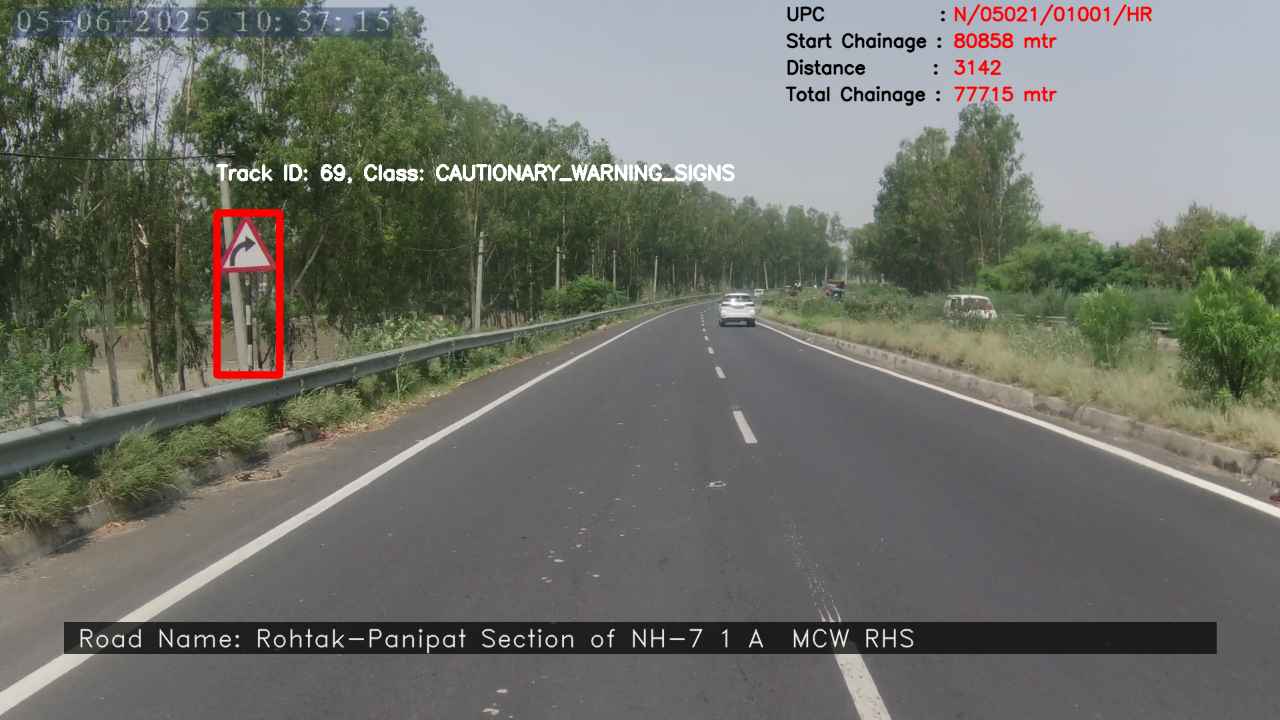 05-06-2025 10:37:15
UPC : N/05021/01001/HR
Start Chainage : 80858 mtr
Distance : 3142
Total Chainage : 77715 mtr
Track ID: 69, Class: CAUTIONARY_WARNING_SIGNS
Road Name: Rohtak-Panipat Section of NH-7 1 A MCW RHS